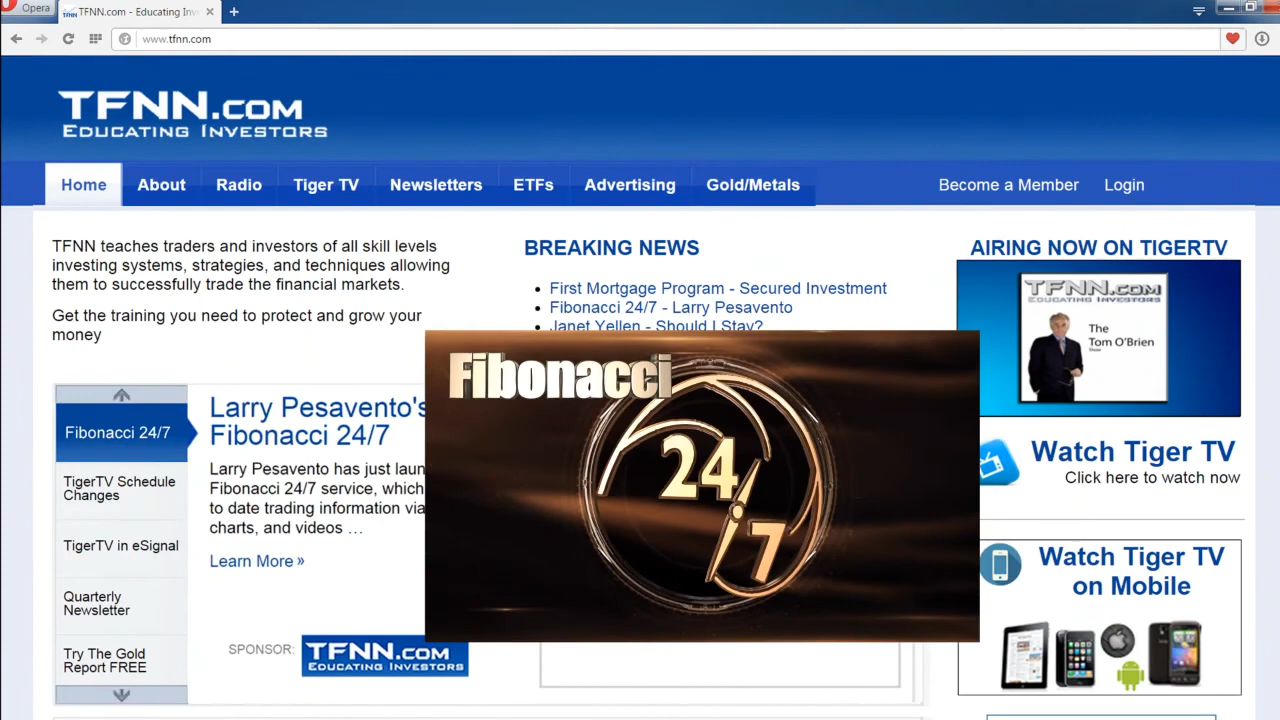 Opera
TFNN.com - Educating Inv
www.tfnn.com
TFNN.COM
EDUCATING INVESTORS
Home
About
Radio
Tiger TV
Newsletters
ETFs
Advertising
Gold/Metals
Become a Member
Login
TFNN teaches traders and investors of all skill levels
investing systems, strategies, and techniques allowing
them to successfully trade the financial markets.
Get the training you need to protect and grow your
money
BREAKING NEWS
First Mortgage Program - Secured Investment
Fibonacci 24/7 - Larry Pesavento
Janet Yellen - Should I Stay?
AIRING NOW ON TIGERTV
TFNN.COM
EDUCATING INVESTORS
The
Tom O'Brien
Show
Fibonacci 24/7
TigerTV Schedule
Changes
TigerTV in eSignal
Quarterly
Newsletter
Try The Gold
Report FREE
Larry Pesavento's
Fibonacci 24/7
Larry Pesavento has just laun
Fibonacci 24/7 service, which
to date trading information via
charts, and videos …
Learn More »
SPONSOR:
TFNN.COM
EDUCATING INVESTORS
Fibonacci
24
7
Watch Tiger TV
Click here to watch now
Watch Tiger TV
on Mobile